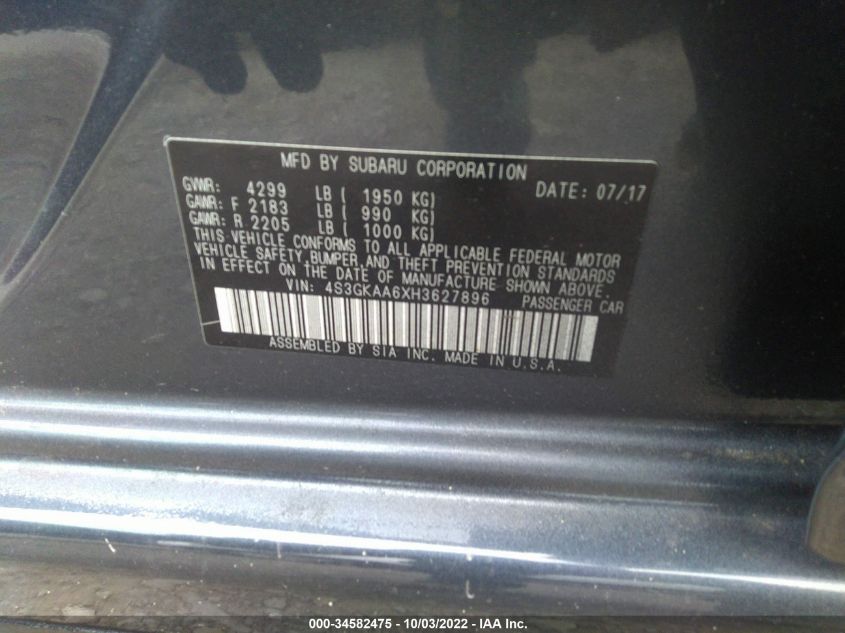 MFD BY SUBARU CORPORATION DATE: 07/17
GVWR: 4299 LB ( 1950 KG)
GAWR: F 2183 LB ( 990 KG)
GAWR: R 2205 LB ( 1000 KG)
THIS VEHICLE CONFORMS TO ALL APPLICABLE FEDERAL MOTOR
VEHICLE SAFETY, BUMPER, AND THEFT PREVENTION STANDARDS
IN EFFECT ON THE DATE OF MANUFACTURE SHOWN ABOVE.
VIN: 4S3GKAA6XH3627896 PASSENGER CAR
ASSEMBLED BY SIA INC. MADE IN U.S.A.
000-34582475 - 10/03/2022 - IAA Inc.